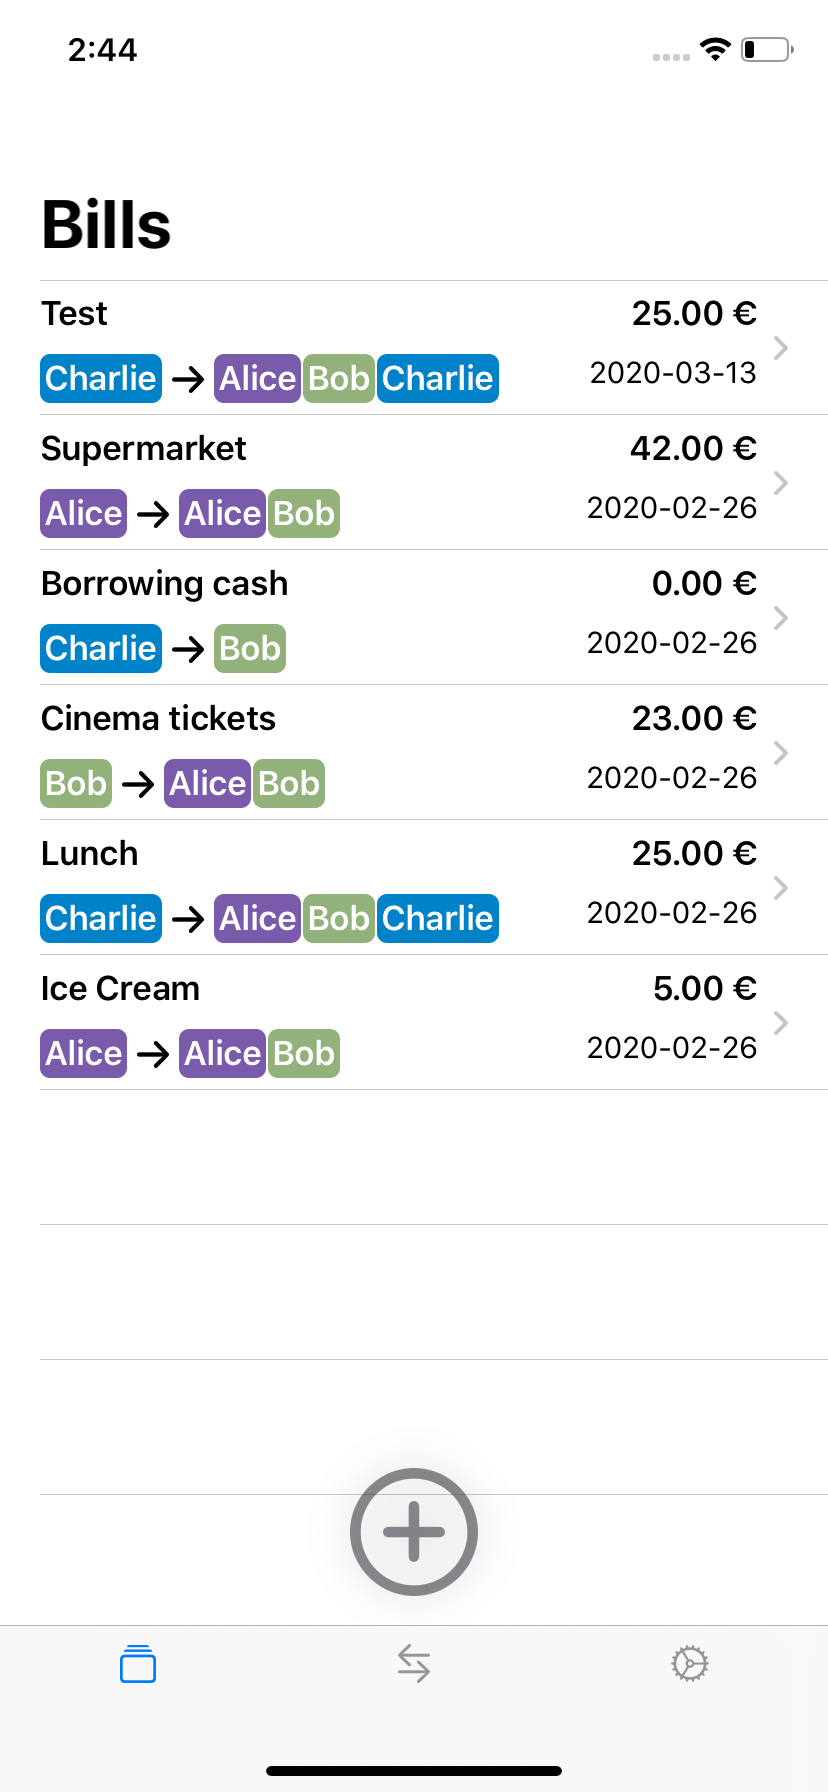 2:44
Bills
Test 25.00 €
Charlie → Alice Bob Charlie 2020-03-13
Supermarket 42.00 €
Alice → Alice Bob 2020-02-26
Borrowing cash 0.00 €
Charlie → Bob 2020-02-26
Cinema tickets 23.00 €
Bob → Alice Bob 2020-02-26
Lunch 25.00 €
Charlie → Alice Bob Charlie 2020-02-26
Ice Cream 5.00 €
Alice → Alice Bob 2020-02-26